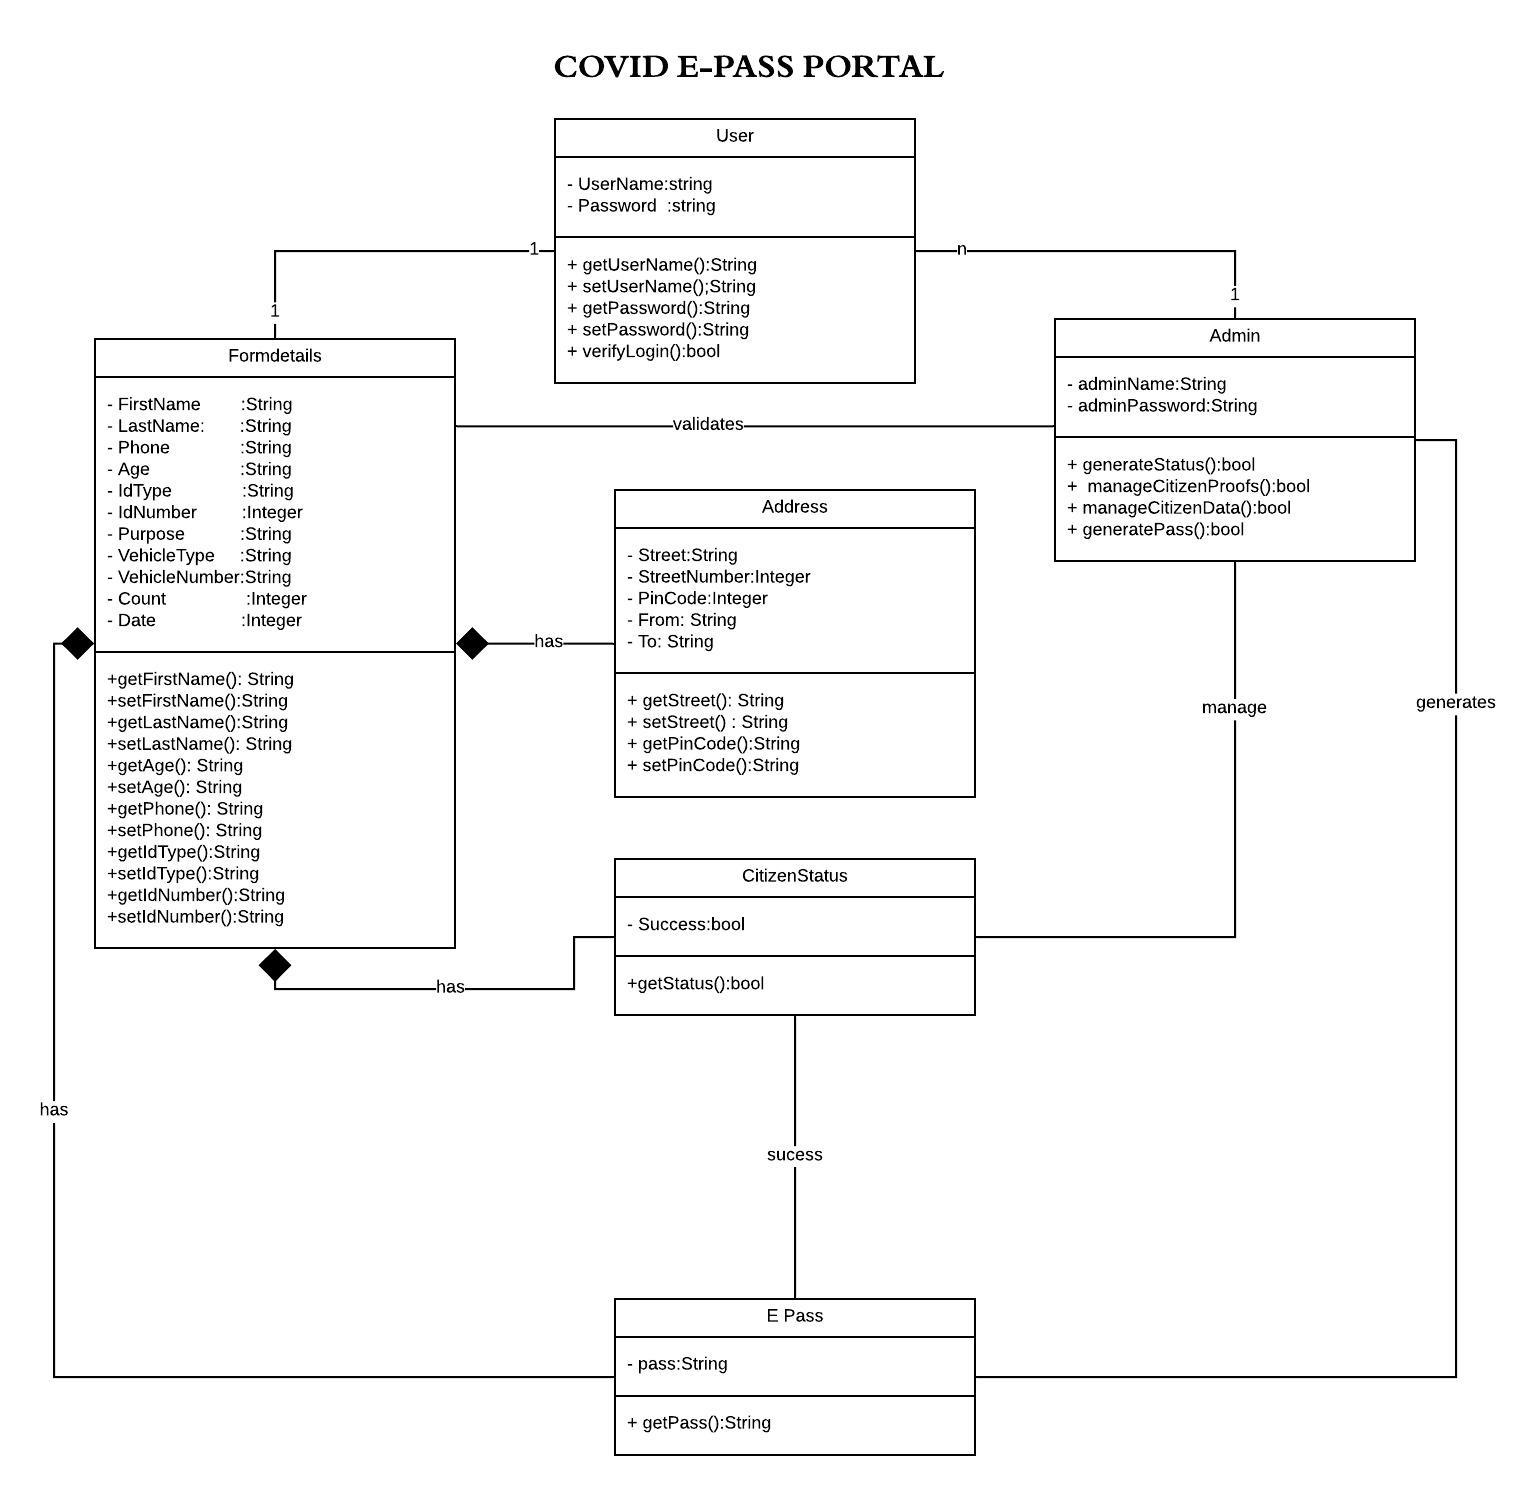 COVID E-PASS PORTAL
User
- UserName:string
- Password :string
+ getUserName():String
+ setUserName();String
+ getPassword():String
+ setPassword():String
+ verifyLogin():bool
1
1
n
1
Formdetails
- FirstName :String
- LastName: :String
- Phone :String
- Age :String
- IdType :String
- IdNumber :Integer
- Purpose :String
- VehicleType :String
- VehicleNumber:String
- Count :Integer
- Date :Integer
+getFirstName(): String
+setFirstName():String
+getLastName():String
+setLastName(): String
+getAge(): String
+setAge(): String
+getPhone(): String
+setPhone(): String
+getIdType():String
+setIdType():String
+getIdNumber():String
+setIdNumber():String
validates
Admin
- adminName:String
- adminPassword:String
+ generateStatus():bool
+ manageCitizenProofs():bool
+ manageCitizenData():bool
+ generatePass():bool
has
Address
- Street:String
- StreetNumber:Integer
- PinCode:Integer
- From: String
- To: String
+ getStreet(): String
+ setStreet() : String
+ getPinCode():String
+ setPinCode():String
manage
generates
CitizenStatus
- Success:bool
+getStatus():bool
has
has
sucess
E Pass
- pass:String
+ getPass():String